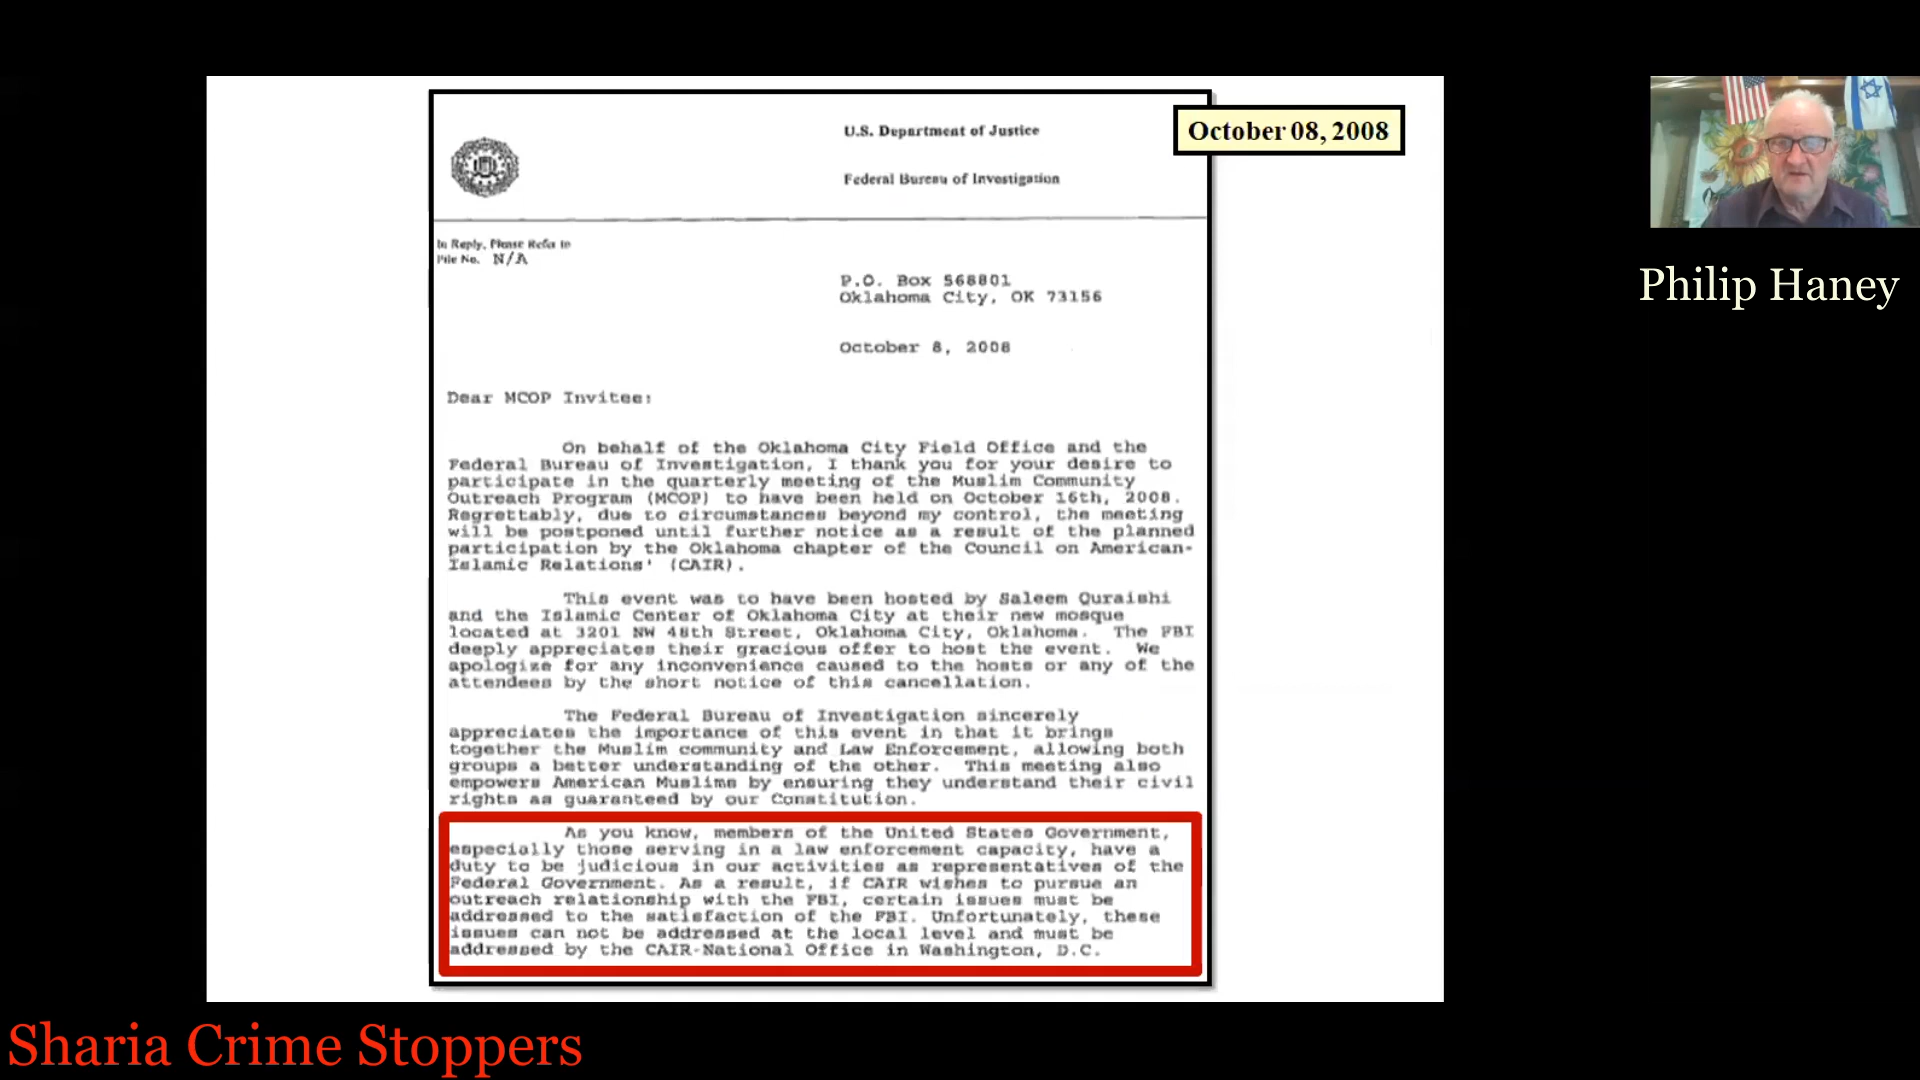 October 08, 2008
U.S. Department of Justice
Federal Bureau of Investigation
In Reply, Please Refer to
File No. N/A
P.O. Box 568801
Oklahoma City, OK 73156
October 8, 2008
Dear MCOP Invitee:
On behalf of the Oklahoma City Field Office and the
Federal Bureau of Investigation, I thank you for your desire to
participate in the quarterly meeting of the Muslim Community
Outreach Program (MCOP) to have been held on October 16th, 2008.
Regrettably, due to circumstances beyond my control, the meeting
will be postponed until further notice as a result of the planned
participation by the Oklahoma chapter of the Council on American-
Islamic Relations' (CAIR).
This event was to have been hosted by Saleem Quraishi
and the Islamic Center of Oklahoma City at their new mosque
located at 3201 NW 48th Street, Oklahoma City, Oklahoma. The FBI
deeply appreciates their gracious offer to host the event. We
apologize for any inconvenience caused to the hosts or any of the
attendees by the short notice of this cancellation.
The Federal Bureau of Investigation sincerely
appreciates the importance of this event in that it brings
together the Muslim community and Law Enforcement, allowing both
groups a better understanding of the other. This meeting also
empowers American Muslims by ensuring they understand their civil
rights as guaranteed by our Constitution.
As you know, members of the United States Government,
especially those serving in a law enforcement capacity, have a
duty to be judicious in our activities as representatives of the
Federal Government. As a result, if CAIR wishes to pursue an
outreach relationship with the FBI, certain issues must be
addressed to the satisfaction of the FBI. Unfortunately, these
issues can not be addressed at the local level and must be
addressed by the CAIR-National Office in Washington, D.C.
Philip Haney
Sharia Crime Stoppers